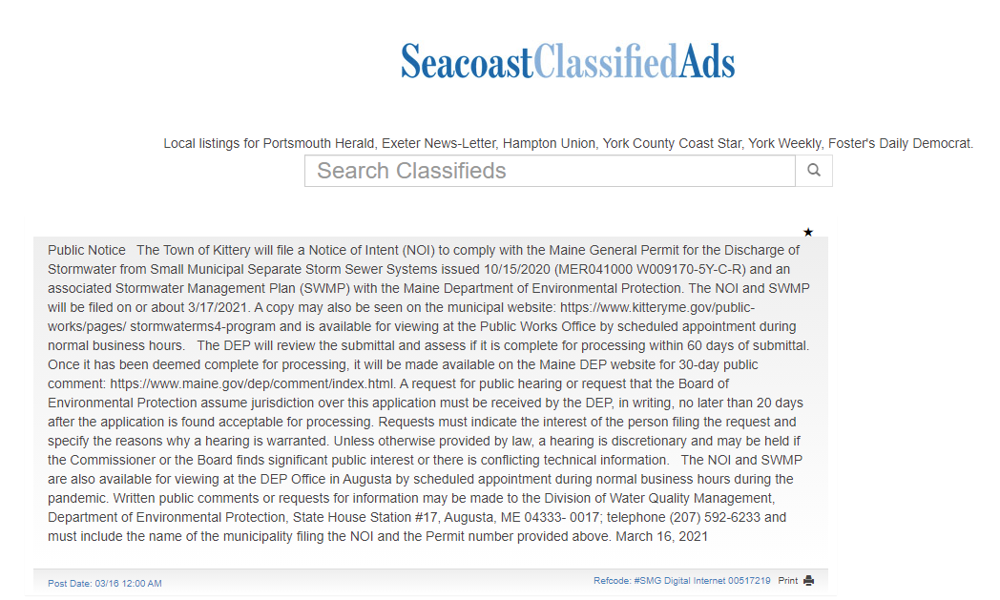 SeacoastClassifiedAds
Local listings for Portsmouth Herald, Exeter News-Letter, Hampton Union, York County Coast Star, York Weekly, Foster's Daily Democrat.
Search Classifieds
Public Notice The Town of Kittery will file a Notice of Intent (NOI) to comply with the Maine General Permit for the Discharge of
Stormwater from Small Municipal Separate Storm Sewer Systems issued 10/15/2020 (MER041000 W009170-5Y-C-R) and an
associated Stormwater Management Plan (SWMP) with the Maine Department of Environmental Protection. The NOI and SWMP
will be filed on or about 3/17/2021. A copy may also be seen on the municipal website: https://www.kitteryme.gov/public-
works/pages/ stormwaterms4-program and is available for viewing at the Public Works Office by scheduled appointment during
normal business hours. The DEP will review the submittal and assess if it is complete for processing within 60 days of submittal.
Once it has been deemed complete for processing, it will be made available on the Maine DEP website for 30-day public
comment: https://www.maine.gov/dep/comment/index.html. A request for public hearing or request that the Board of
Environmental Protection assume jurisdiction over this application must be received by the DEP, in writing, no later than 20 days
after the application is found acceptable for processing. Requests must indicate the interest of the person filing the request and
specify the reasons why a hearing is warranted. Unless otherwise provided by law, a hearing is discretionary and may be held if
the Commissioner or the Board finds significant public interest or there is conflicting technical information. The NOI and SWMP
are also available for viewing at the DEP Office in Augusta by scheduled appointment during normal business hours during the
pandemic. Written public comments or requests for information may be made to the Division of Water Quality Management,
Department of Environmental Protection, State House Station #17, Augusta, ME 04333- 0017; telephone (207) 592-6233 and
must include the name of the municipality filing the NOI and the Permit number provided above. March 16, 2021
Post Date: 03/16 12:00 AM
Refcode: #SMG Digital Internet 00517219 Print